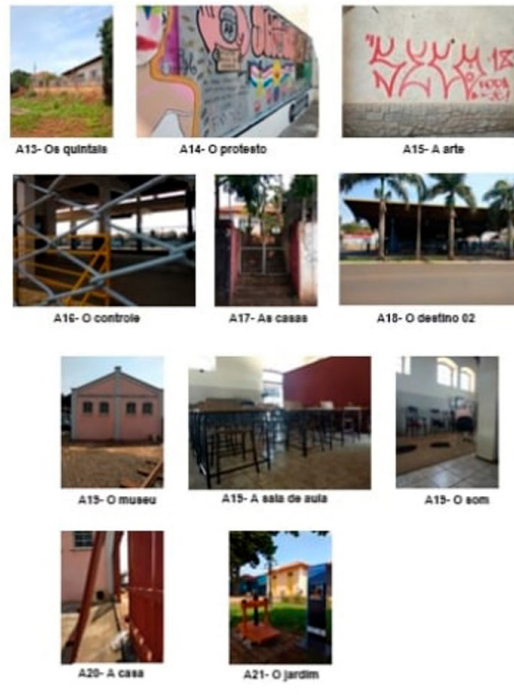 A13- Os quintais
A14- O protesto
A15- A arte
A16- O controle
A17- As casas
A18- O destino 02
A19- O museu
A19- A sala de aula
A19- O som
A20- A casa
A21- O jardim